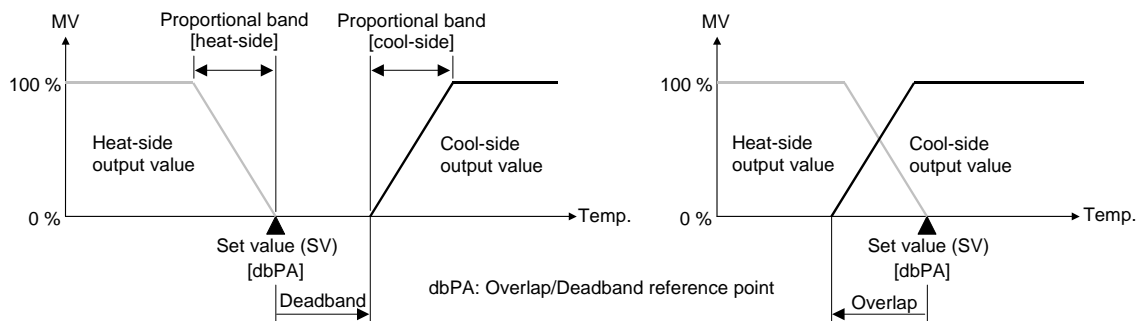 MV
Proportional band
[heat-side]
Proportional band
[cool-side]
100 %
Heat-side
output value
Cool-side
output value
0 %
Temp.
Set value (SV)
[dbPA]
Deadband
MV
100 %
Heat-side
output value
Cool-side
output value
0 %
Temp.
Set value (SV)
[dbPA]
Overlap
dbPA: Overlap/Deadband reference point